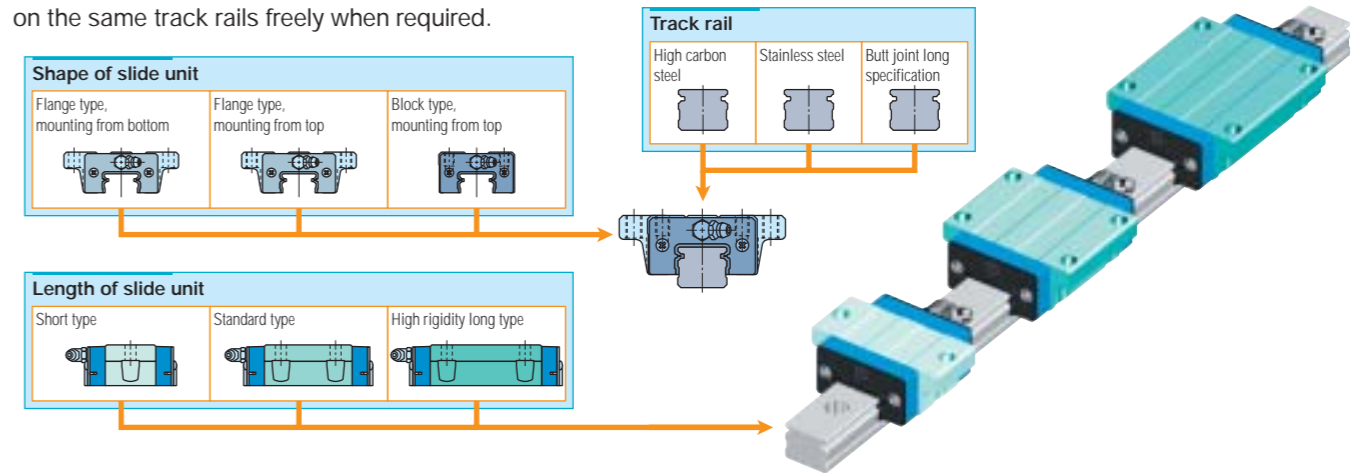 on the same track rails freely when required.
Shape of slide unit
Flange type,
mounting from bottom
Flange type,
mounting from top
Block type,
mounting from top
Track rail
High carbon
steel
Stainless steel
Butt joint long
specification
Length of slide unit
Short type
Standard type
High rigidity long type